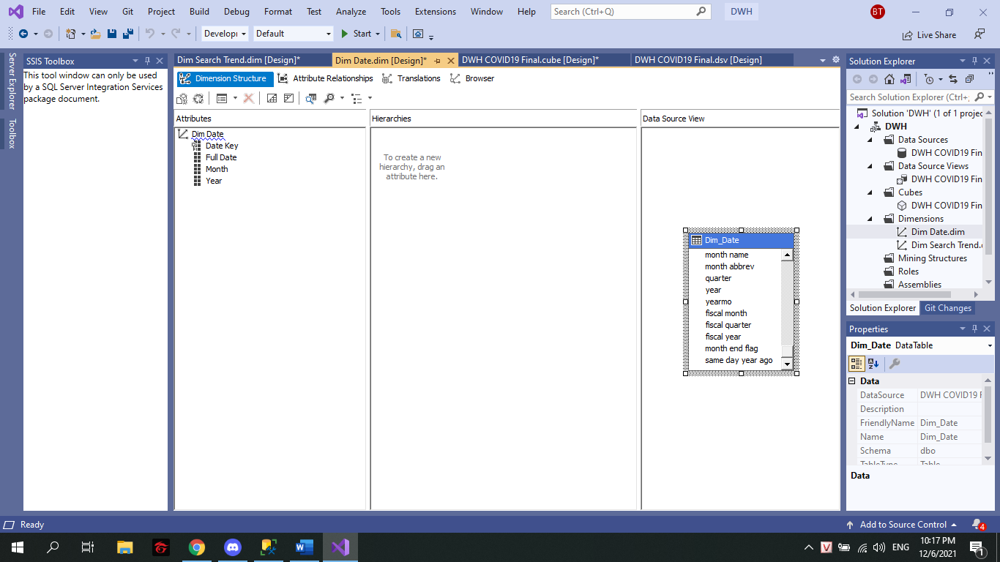 File Edit View Git Project Build Debug Format Test Analyze Tools Extensions Window Help Search (Ctrl+Q) DWH BT
Develop Default Start Live Share
Server Explorer
Toolbox
SSIS Toolbox
This tool window can only be used
by a SQL Server Integration Services
package document.
Dim Search Trend.dim [Design]* Dim Date.dim [Design]* DWH COVID19 Final.cube [Design]* DWH COVID19 Final.dsv [Design]
Dimension Structure Attribute Relationships Translations Browser
Attributes
Dim Date
Date Key
Full Date
Month
Year
Hierarchies
To create a new
hierarchy, drag an
attribute here.
Data Source View
Dim_Date
month name
month abbrev
quarter
year
yearmo
fiscal month
fiscal quarter
fiscal year
month end flag
same day year ago
Solution Explorer
Search Solution Explorer (Ctrl+;
Solution 'DWH' (1 of 1 projec
DWH
Data Sources
DWH COVID19 Fin
Data Source Views
DWH COVID19 Fin
Cubes
DWH COVID19 Fin
Dimensions
Dim Date.dim
Dim Search Trend.
Mining Structures
Roles
Assemblies
Solution Explorer Git Changes
Properties
Dim_Date DataTable
Data
DataSource DWH COVID19 F
Description
FriendlyName Dim_Date
Name Dim_Date
Schema dbo
TableType Table
Data
Ready Add to Source Control 4
V ENG 10:17 PM
12/6/2021 1